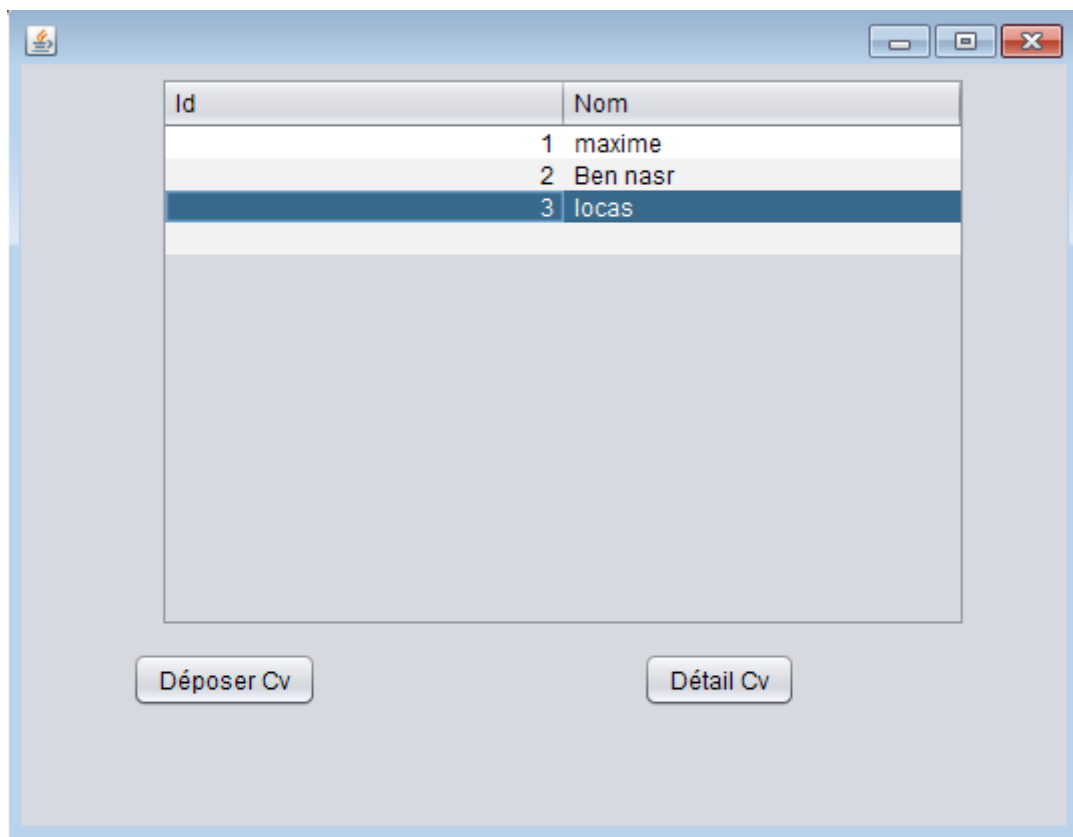 Id Nom
1 maxime
2 Ben nasr
3 locas
Déposer Cv Détail Cv